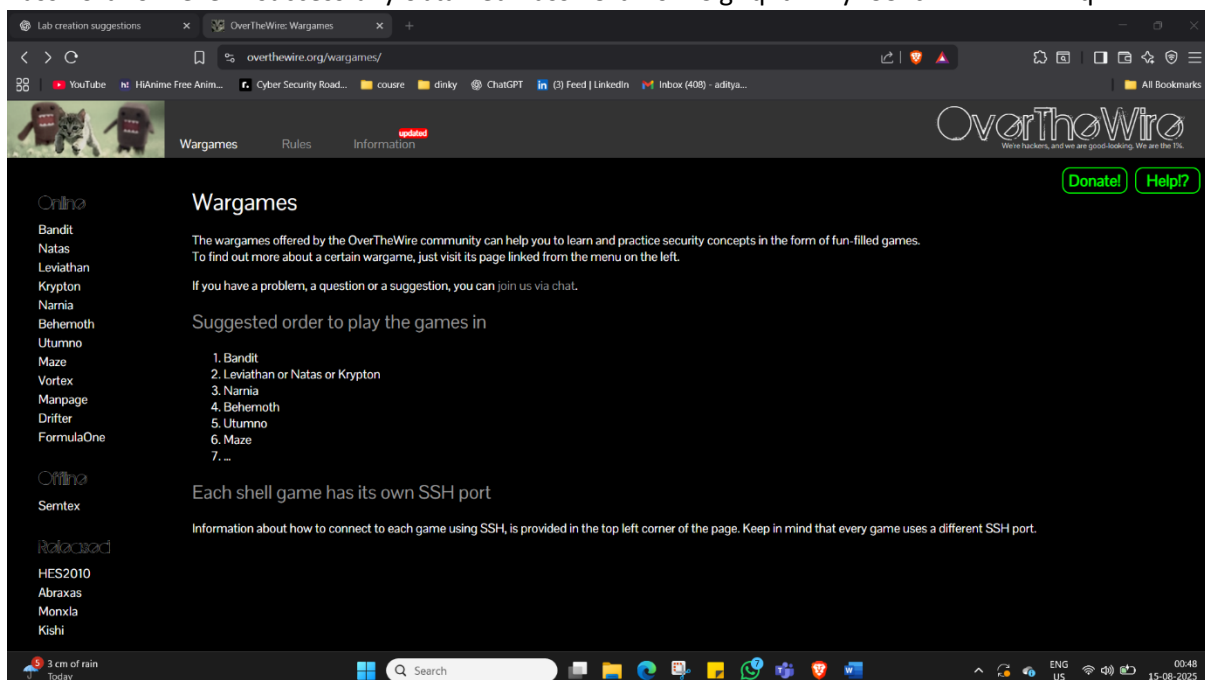 Lab creation suggestions
OverTheWire: Wargames
overthewire.org/wargames/
YouTube
HiAnime Free Anim...
Cyber Security Road...
cousre
dinky
ChatGPT
(3) Feed | LinkedIn
Inbox (408) - aditya...
All Bookmarks
Wargames
Rules
updated
Information
OverTheWire
We're hackers, and we are good-looking. We are the 1%.
Donate!
Help!?
Online
Bandit
Natas
Leviathan
Krypton
Narnia
Behemoth
Utumno
Maze
Vortex
Manpage
Drifter
FormulaOne
Offline
Semtex
Released
HES2010
Abraxas
Monxla
Kishi
Wargames
The wargames offered by the OverTheWire community can help you to learn and practice security concepts in the form of fun-filled games.
To find out more about a certain wargame, just visit its page linked from the menu on the left.
If you have a problem, a question or a suggestion, you can join us via chat.
Suggested order to play the games in
1. Bandit
2. Leviathan or Natas or Krypton
3. Narnia
4. Behemoth
5. Utumno
6. Maze
7. ...
Each shell game has its own SSH port
Information about how to connect to each game using SSH, is provided in the top left corner of the page. Keep in mind that every game uses a different SSH port.
5
3 cm of rain
Today
Search
ENG
US
00:48
15-08-2025